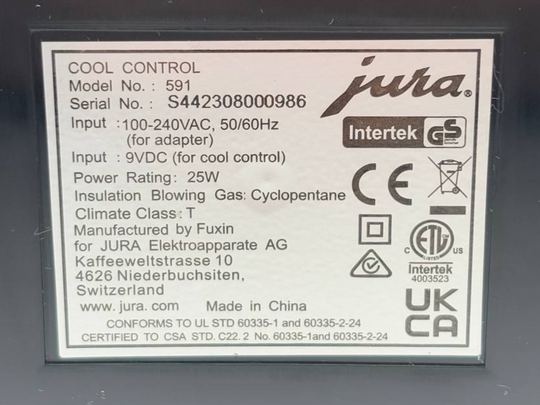 COOL CONTROL
Model No. : 591
Serial No. : S442308000986
Input : 100-240VAC, 50/60Hz
(for adapter)
Input : 9VDC (for cool control)
Power Rating: 25W
Insulation Blowing Gas: Cyclopentane
Climate Class: T
Manufactured by Fuxin
for JURA Elektroapparate AG
Kaffeeweltstrasse 10
4626 Niederbuchsiten,
Switzerland
www. jura. com Made in China
CONFORMS TO UL STD 60335-1 and 60335-2-24
CERTIFIED TO CSA STD. C22. 2 No. 60335-1and 60335-2-24
jura®
Intertek GS
CE
C ETL US
LISTED
Intertek
4003523
UK
CA